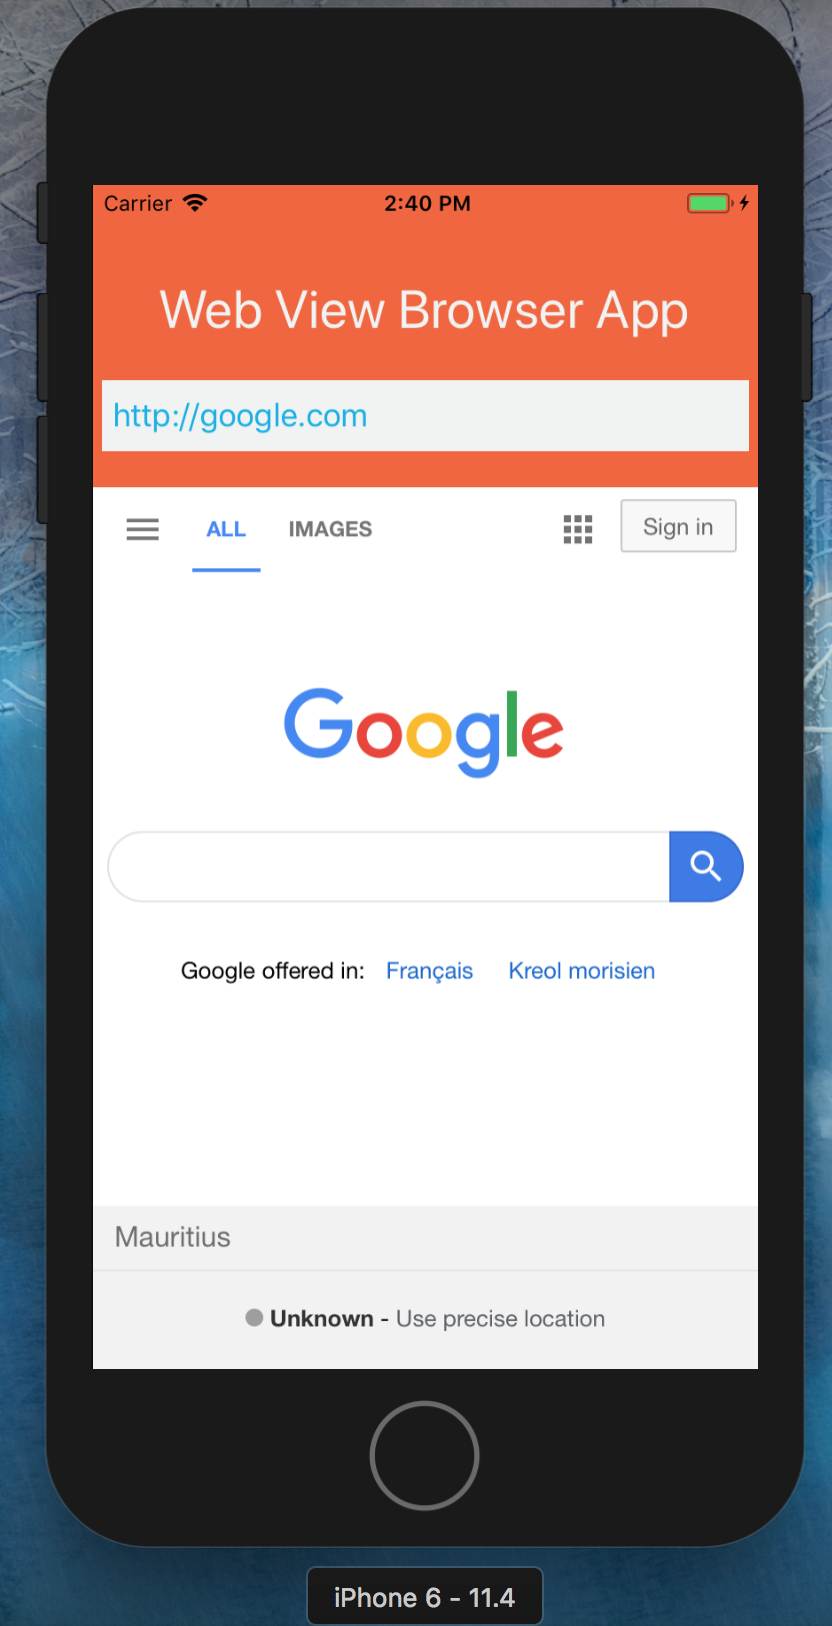 Carrier 2:40 PM
Web View Browser App
http://google.com
ALL IMAGES Sign in
Google
Google offered in: Français Kreol morisien
Mauritius
Unknown - Use precise location
iPhone 6 - 11.4